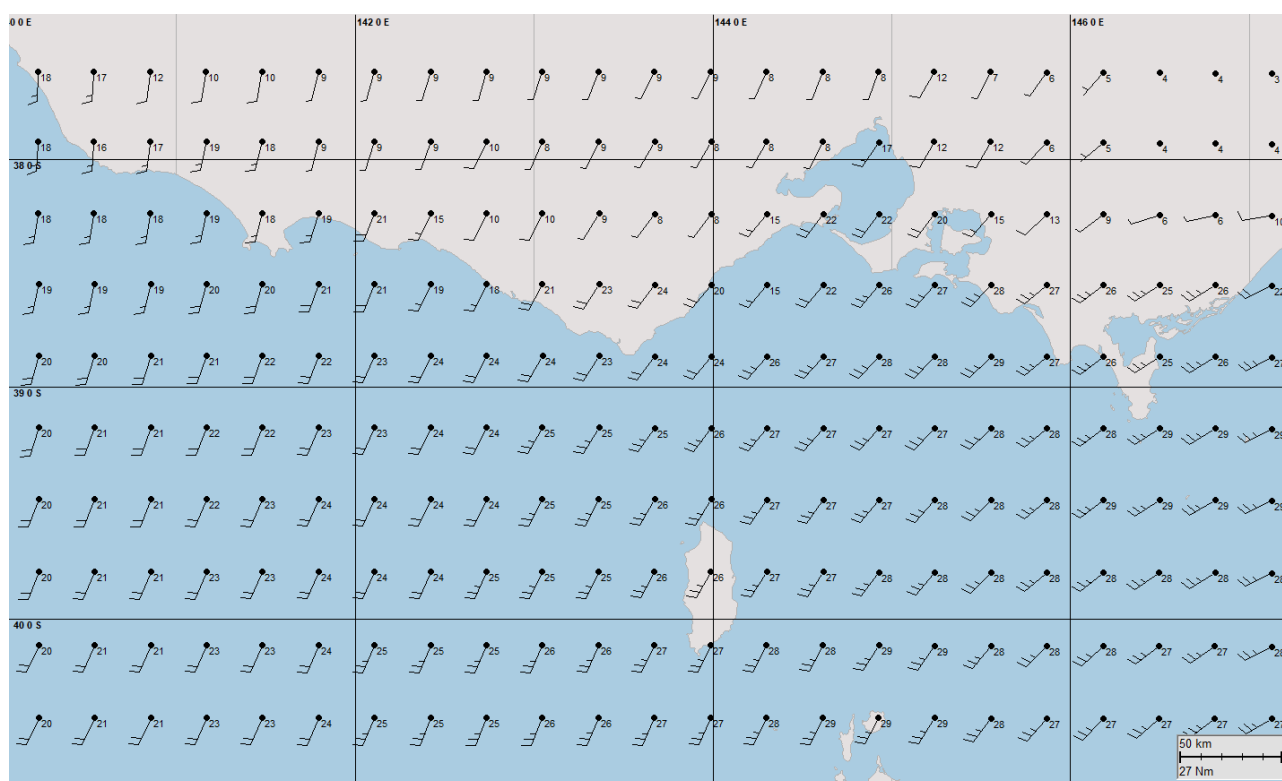 0 0 E 142 0 E 144 0 E 146 0 E
18 17 12 10 10 9 9 9 9 9 9 9 9 8 8 8 12 7 6 5 4 4 3
18 16 17 19 18 9 9 9 10 8 9 9 8 8 8 17 12 12 6 5 4 4 4
38 0 S
18 18 18 19 18 19 21 15 10 10 9 8 8 15 22 22 20 15 13 9 6 6 10
19 19 19 20 20 21 21 19 18 21 23 24 20 15 22 26 27 28 27 26 25 26 22
20 20 21 21 22 22 23 23 24 24 23 24 24 26 27 28 28 29 27 26 25 26 27
39 0 S
20 21 21 22 22 23 23 24 24 25 25 25 26 27 27 27 27 28 28 28 29 29 29
20 21 21 22 23 24 24 24 24 25 25 26 26 27 27 27 28 28 28 29 29 29 29
20 21 21 23 23 24 24 24 25 25 25 26 26 27 27 28 28 28 28 28 28 28 28
40 0 S
20 21 21 23 23 24 25 25 25 26 26 27 27 28 28 29 29 28 28 28 27 27 28
20 21 21 23 23 24 25 25 25 26 26 27 27 28 29 29 29 28 27 27 27 27 27
50 km
27 Nm